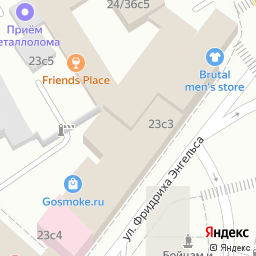 24/36с5
Приём
металлолома
23с5
Friends Place
Brutal
men's store
23с3
ул. Фридриха Энгельса
Gosmoke.ru
23с4
Яндекс
Бойцам и